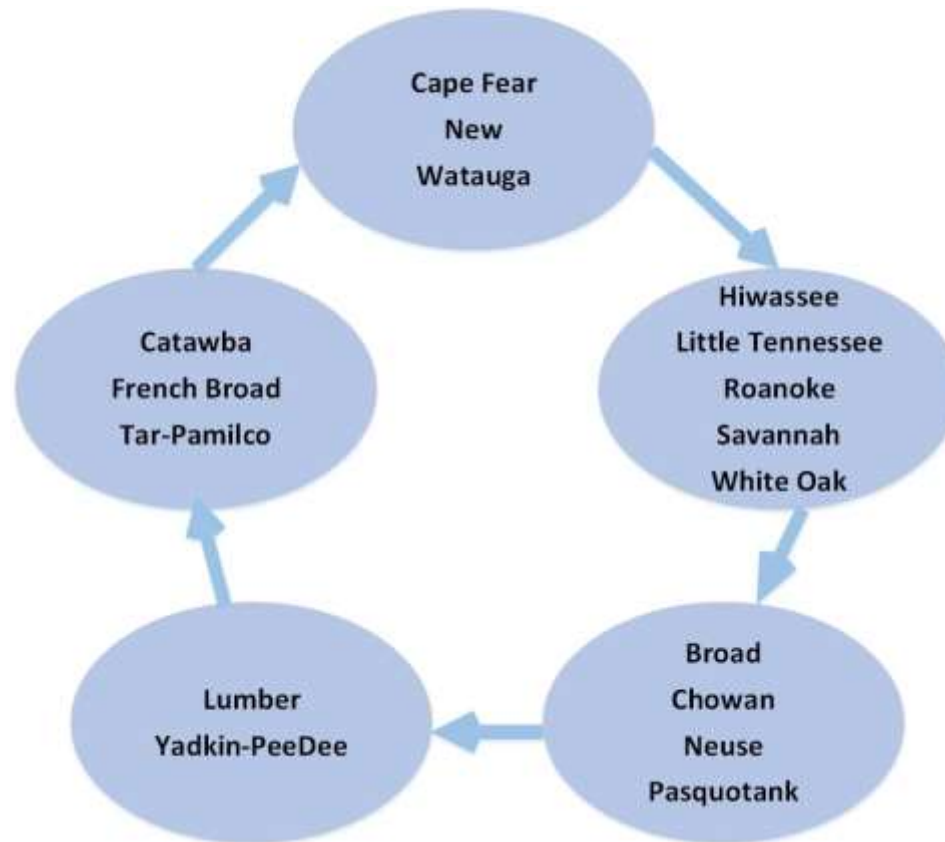 Cape Fear
New
Watauga
Hiwassee
Little Tennessee
Roanoke
Savannah
White Oak
Broad
Chowan
Neuse
Pasquotank
Lumber
Yadkin-PeeDee
Catawba
French Broad
Tar-Pamilco